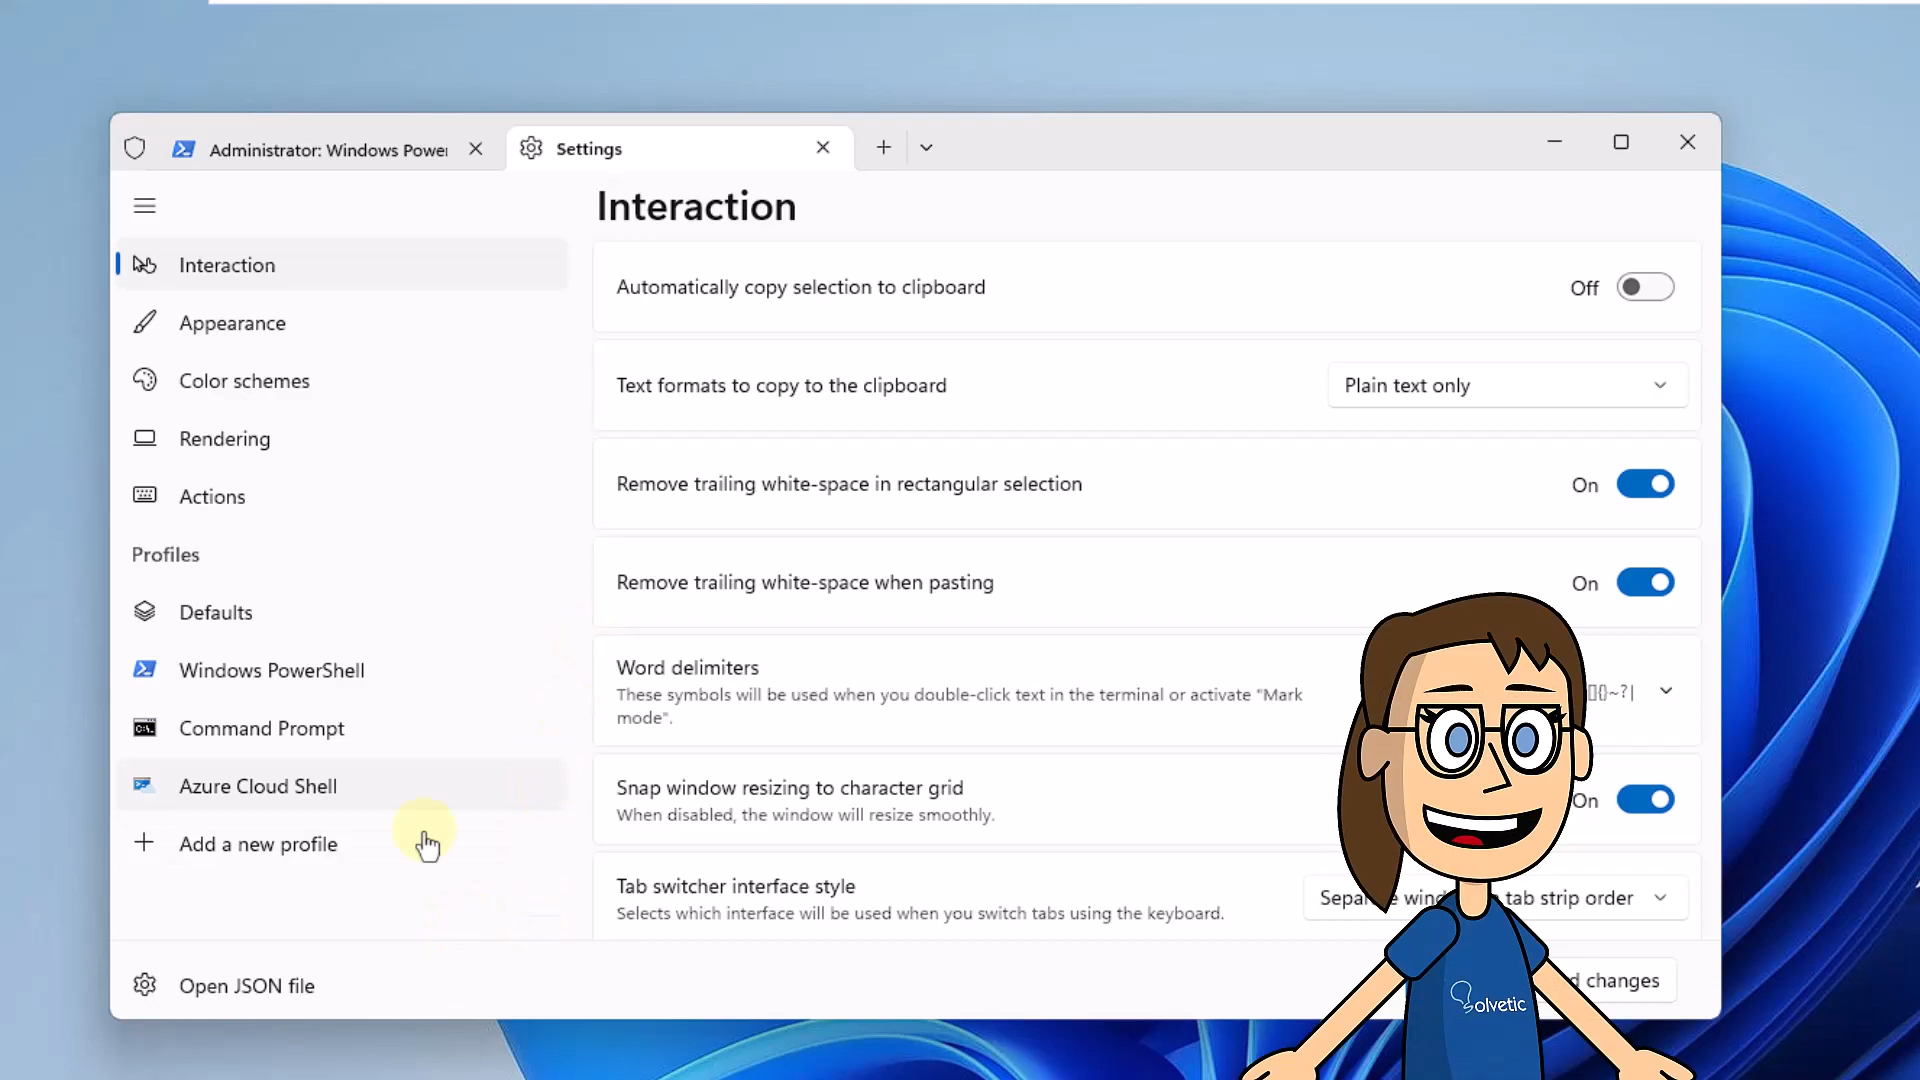 Administrator: Windows Power
Settings
Interaction
Interaction
Appearance
Color schemes
Rendering
Actions
Profiles
Defaults
Windows PowerShell
Command Prompt
Azure Cloud Shell
Add a new profile
Open JSON file
Automatically copy selection to clipboard
Off
Text formats to copy to the clipboard
Plain text only
Remove trailing white-space in rectangular selection
On
Remove trailing white-space when pasting
On
Word delimiters
These symbols will be used when you double-click text in the terminal or activate "Mark
mode".
[]{}~?|
Snap window resizing to character grid
When disabled, the window will resize smoothly.
On
Tab switcher interface style
Selects which interface will be used when you switch tabs using the keyboard.
tab strip order
changes
Solvetic